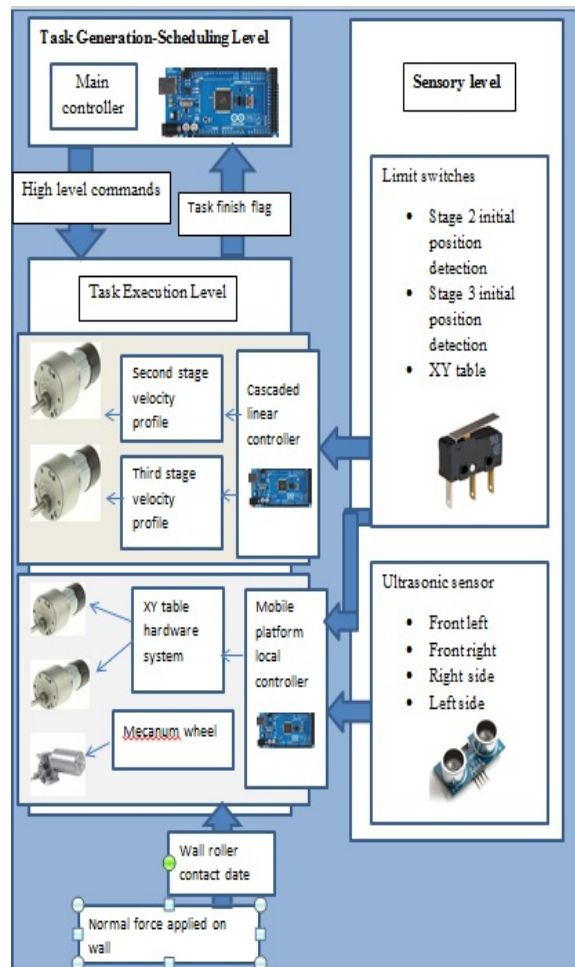 Task Generation-Scheduling Level
Main
controller
High level commands
Task finish flag
Task Execution Level
Second stage
velocity
profile
Third stage
velocity
profile
Cascaded
linear
controller
XY table
hardware
system
Mecanum wheel
Mobile
platform
local
controller
Wall roller
contact date
Normal force applied on
wall
Sensory level
Limit switches
• Stage 2 initial
position
detection
• Stage 3 initial
position
detection
• XY table
Ultrasonic sensor
• Front left
• Front right
• Right side
• Left side